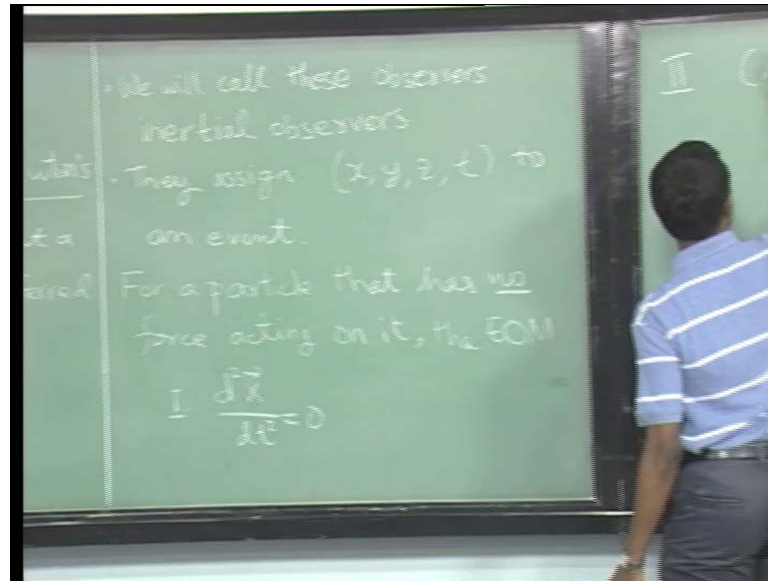 · We will call these observers
inertial observers
· They assign (x, y, z, t) to
an event.
For a particle that has no
force acting on it, the EOM
I. d²x⃗/dt² = 0
II (